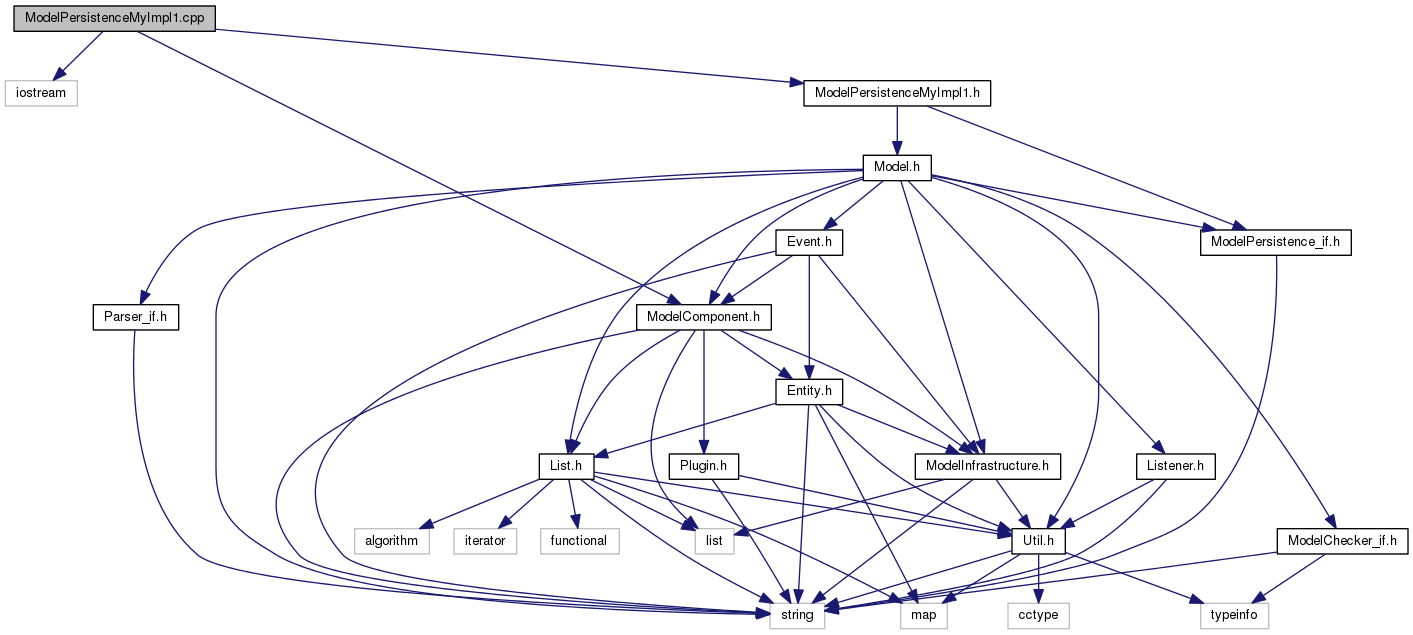 ModelPersistenceMyImpl1.cpp
iostream
ModelPersistenceMyImpl1.h
Model.h
Event.h
ModelPersistence_if.h
Parser_if.h
ModelComponent.h
Entity.h
List.h
Plugin.h
ModelInfrastructure.h
Listener.h
algorithm
iterator
functional
list
Util.h
ModelChecker_if.h
string
map
cctype
typeinfo